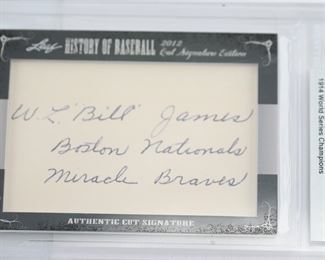 Leaf HISTORY OF BASEBALL 2012
Cut Signature Edition
W. L. "Bill" James
Boston Nationals
Miracle Braves
AUTHENTIC CUT SIGNATURE
1914 World Series Champions